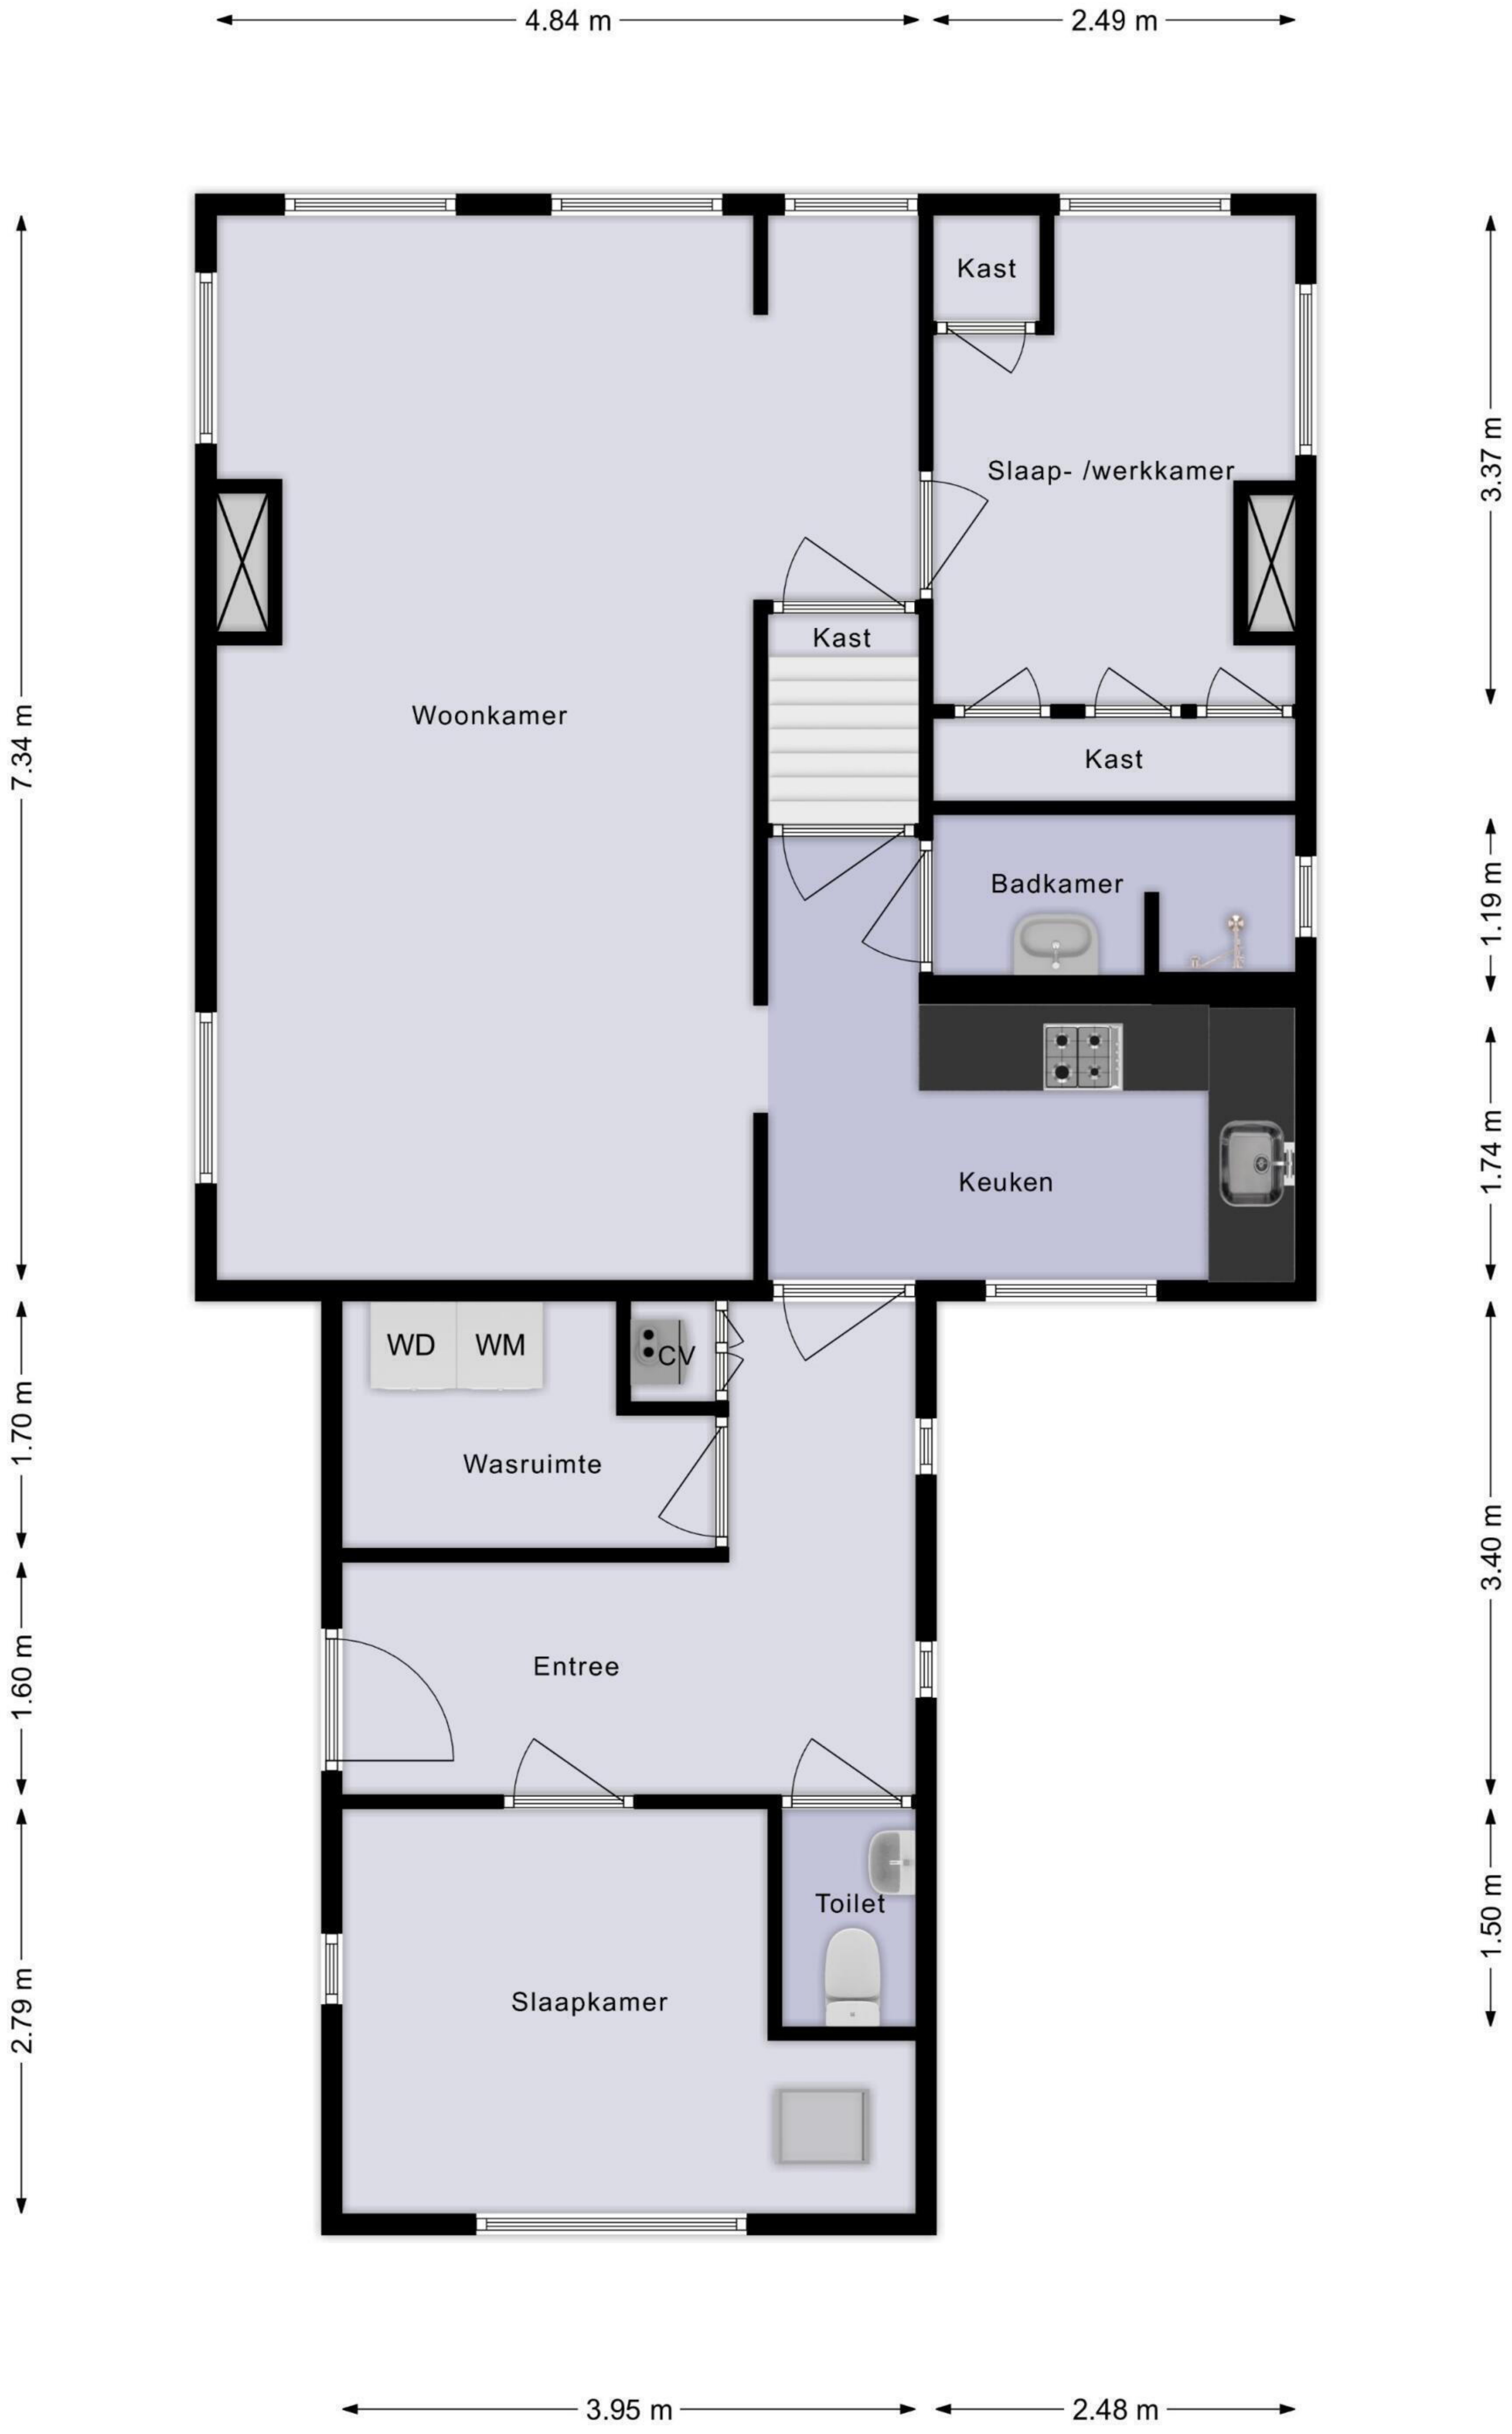 4.84 m
2.49 m
Kast
Slaap- /werkkamer
3.37 m
Kast
Woonkamer
7.34 m
Kast
Badkamer
1.19 m
1.74 m
Keuken
WD
WM
CV
1.70 m
Wasruimte
3.40 m
1.60 m
Entree
Toilet
1.50 m
Slaapkamer
2.79 m
3.95 m
2.48 m